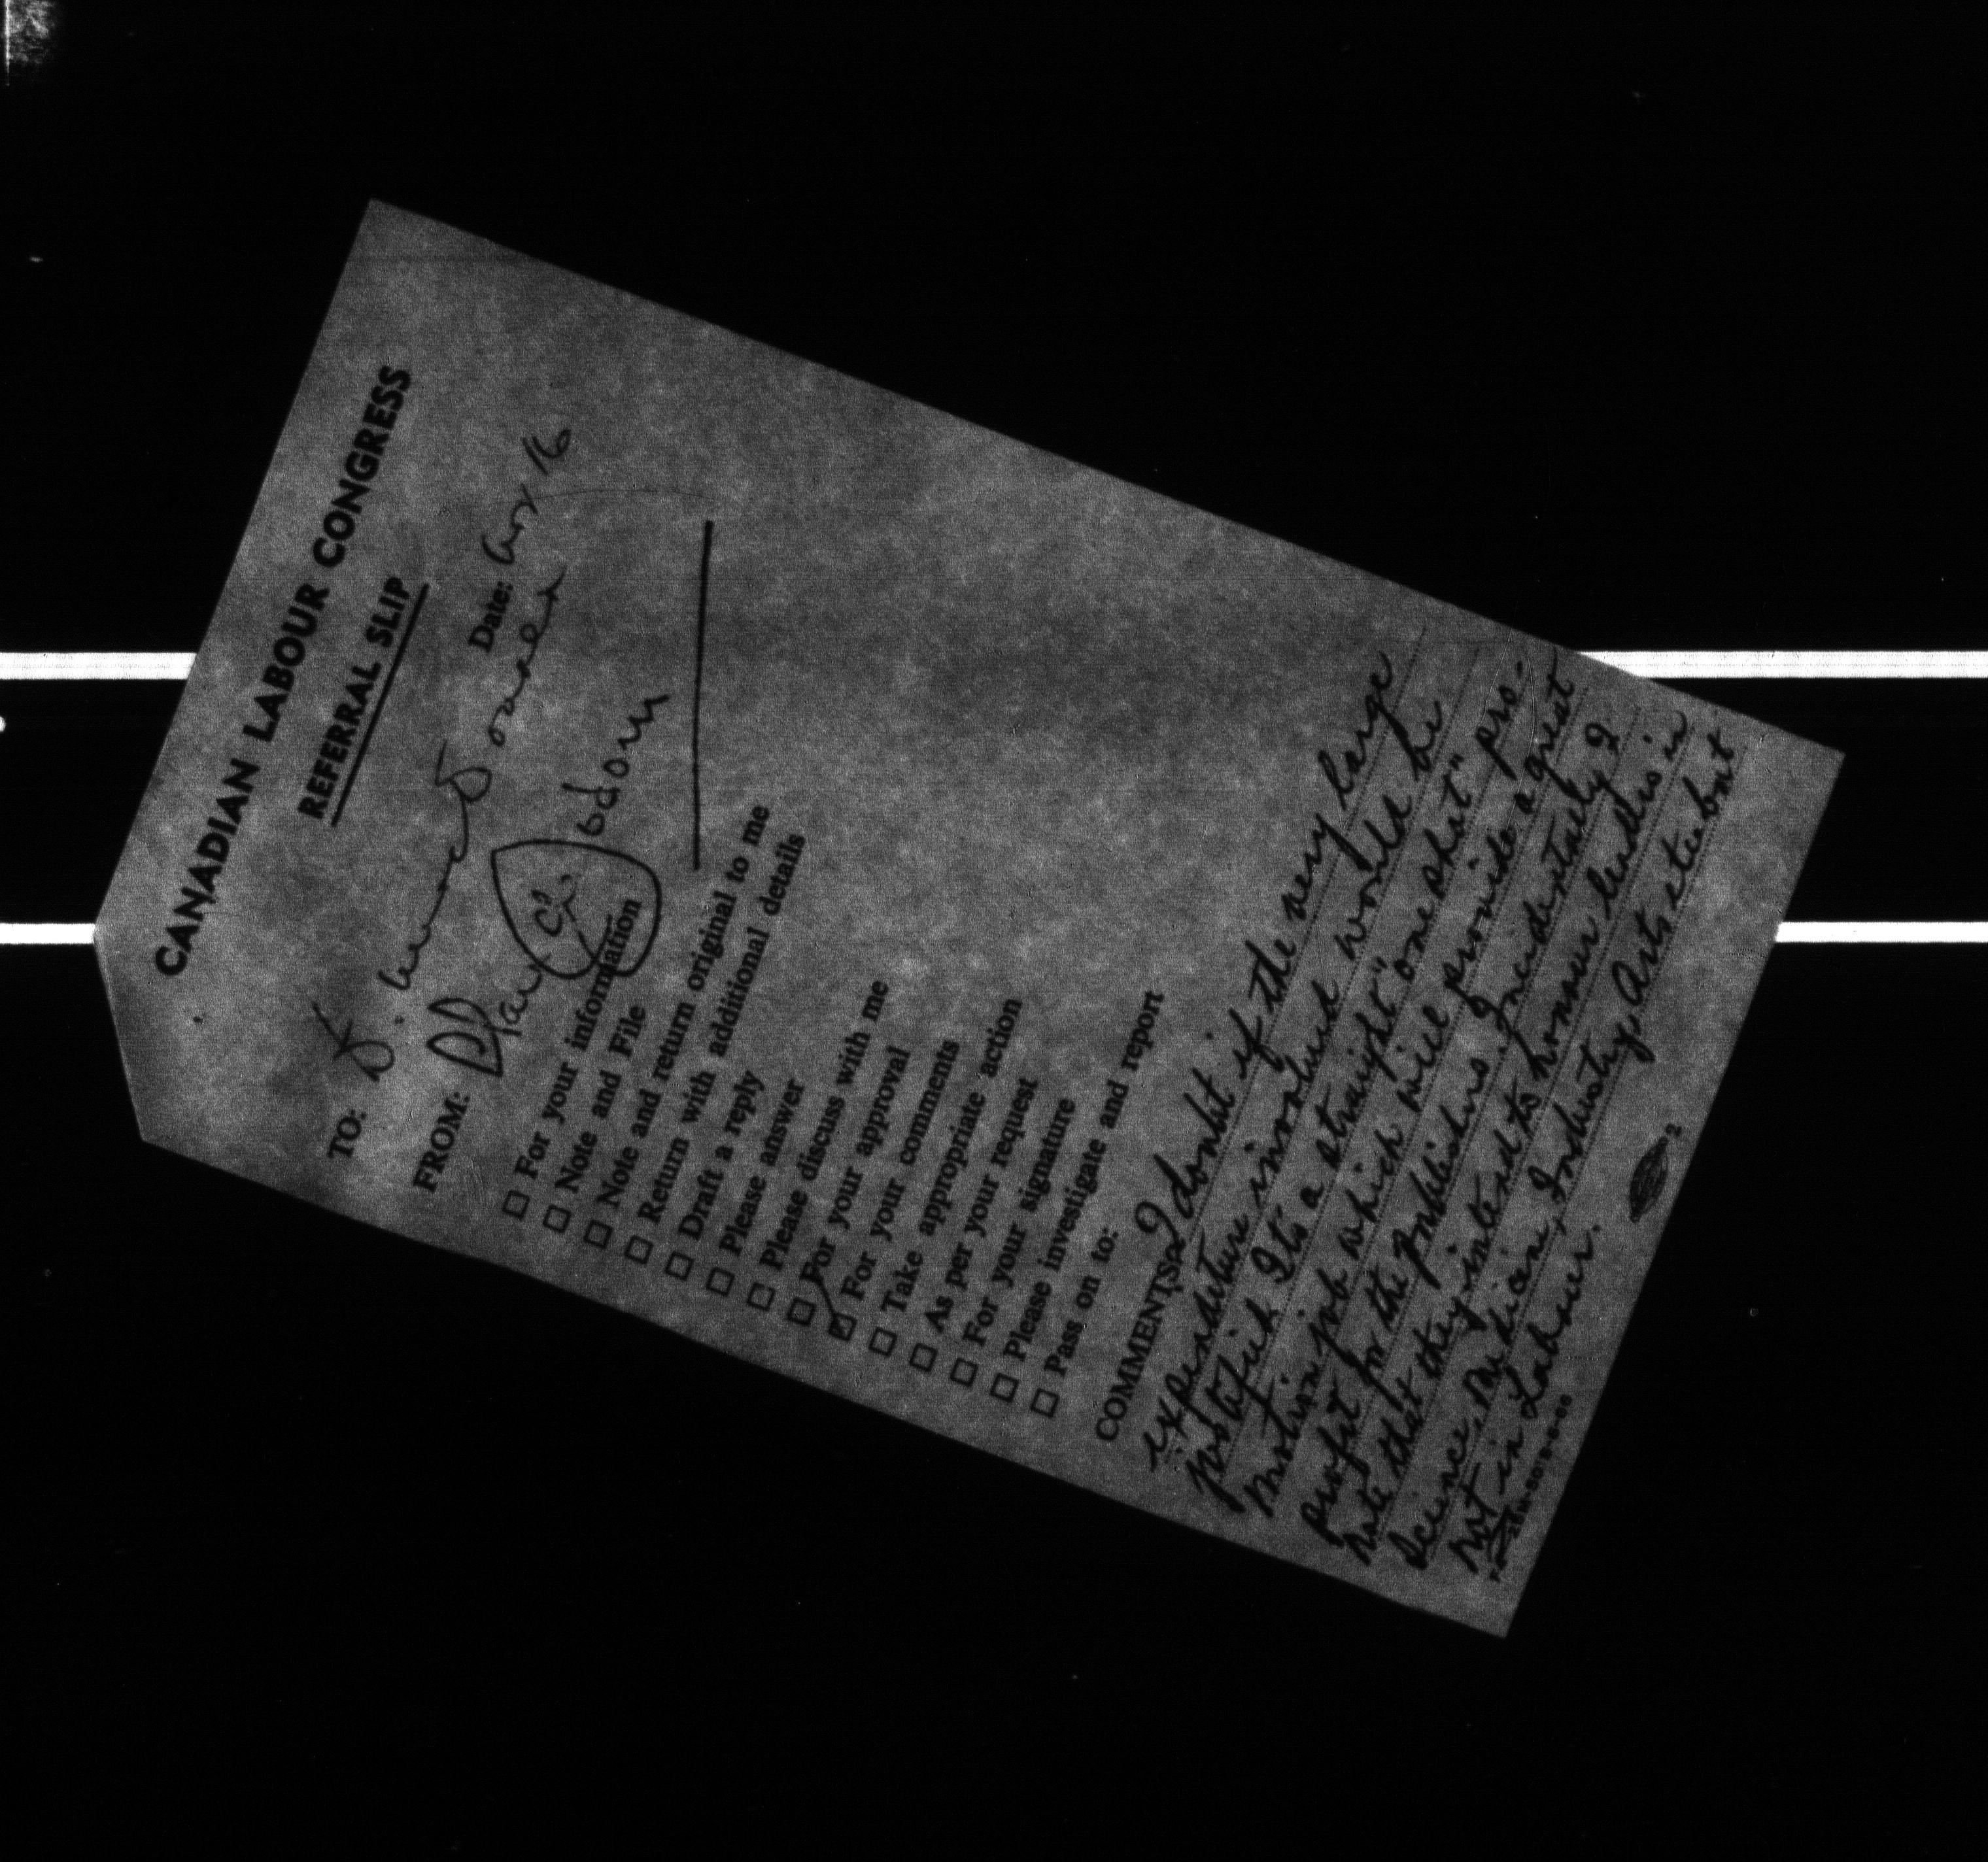 CANADIAN LABOUR CONGRESS
REFERRAL SLIP
Date: 16
TO:
FROM:
For your information
Note and File
Note and return original to me
Return with additional details
Draft a reply
Please answer
Please discuss with me
For your approval
For your comments
Take appropriate action
As per your request
For your signature
Please investigate and report
Pass on to:
COMMENTS: I doubt if the very large
expenditure involved would be
justified. Its a straight "one shot" pro-
motion job which will provide a great
profit for the publishers. Incidentally I
note that they intend to honour leaders in
Science, Medicine, Industry, Arts etc but
not in Labour.